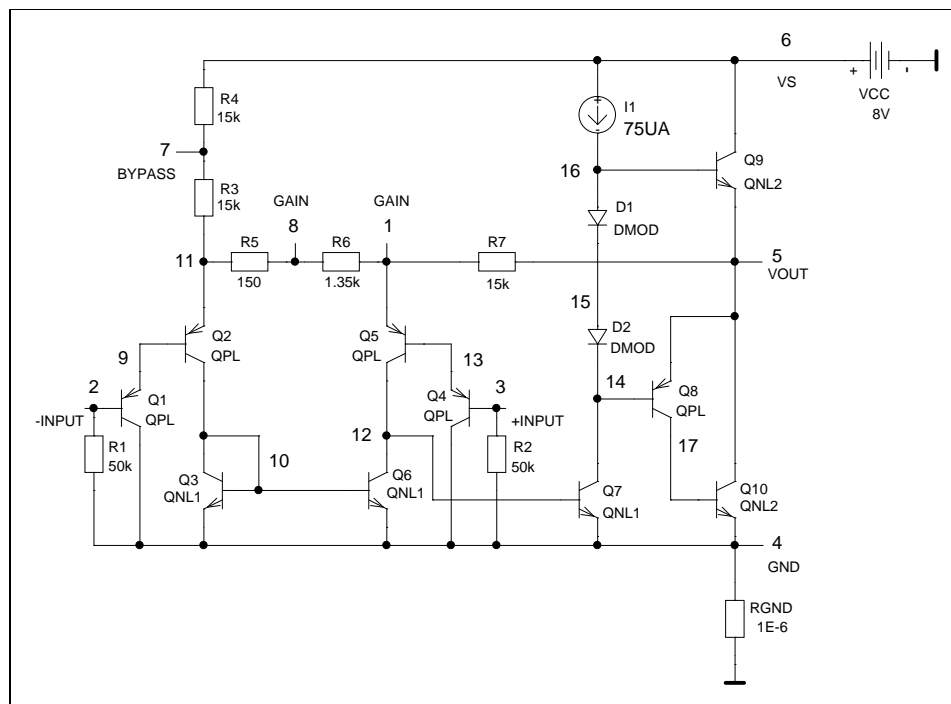 6
VS
+ -
VCC
8V
R4
15k
7
BYPASS
R3
15k
+
-
I1
75UA
16
Q9
QNL2
D1
DMOD
GAIN
8
GAIN
1
11
R5
150
R6
1.35k
R7
15k
5
VOUT
15
D2
DMOD
Q2
QPL
Q5
QPL
9
13
14
2
-INPUT
Q1
QPL
Q4
QPL
3
+INPUT
Q8
QPL
17
R1
50k
10
12
R2
50k
Q3
QNL1
Q6
QNL1
Q7
QNL1
Q10
QNL2
4
GND
RGND
1E-6